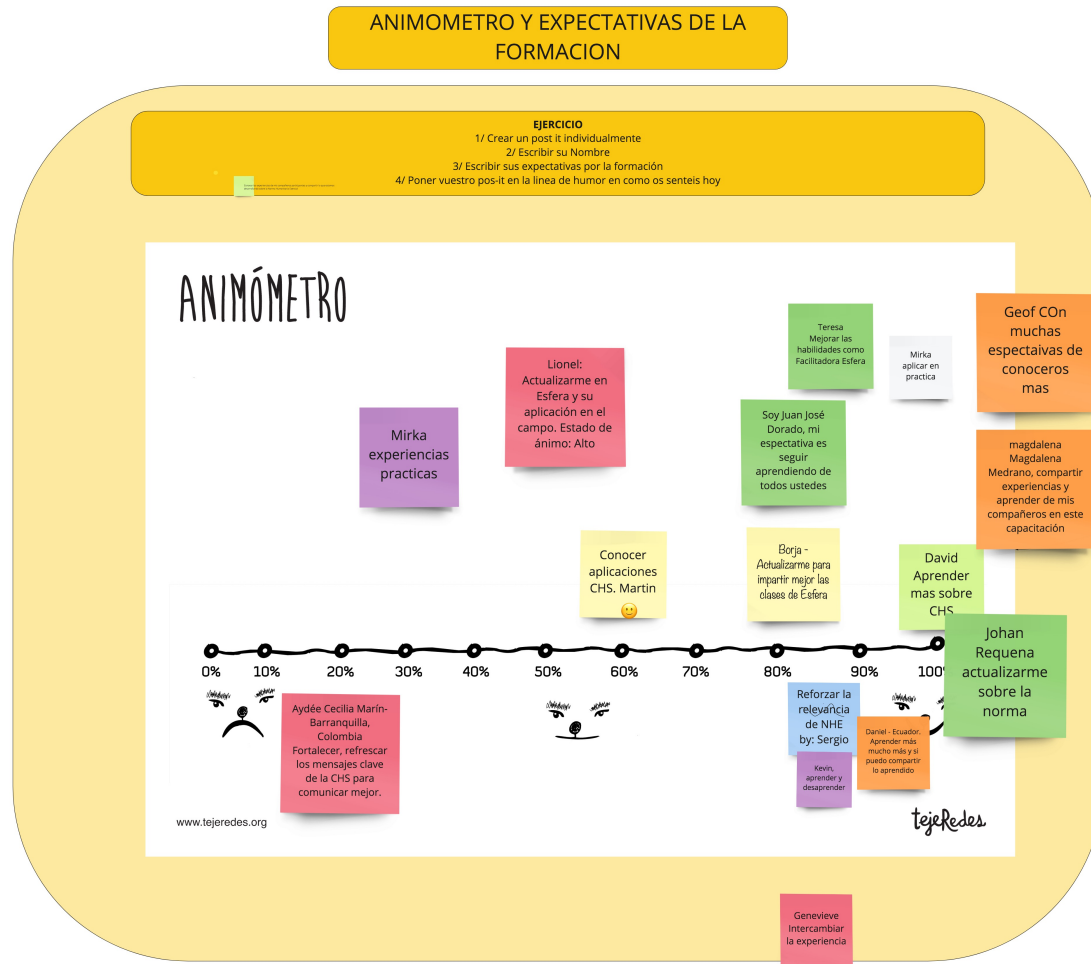 ANIMOMETRO Y EXPECTATIVAS DE LA
FORMACION
EJERCICIO
1/ Crear un post it individualmente
2/ Escribir su Nombre
3/ Escribir sus expectativas por la formación
4/ Poner vuestro pos-it en la linea de humor en como os senteis hoy
ANIMÓMETRO
Mirka
experiencias
practicas
Lionel:
Actualizarme en
Esfera y su
aplicación en el
campo. Estado de
ánimo: Alto
Teresa
Mejorar las
habilidades como
Facilitadora Esfera
Mirka
aplicar en
practica
Geof COn
muchas
espectaivas de
conoceros
mas
Soy Juan José
Dorado, mi
espectativa es
seguir
aprendiendo de
todos ustedes
magdalena
Magdalena
Medrano, compartir
experiencias y
aprender de mis
compañeros en este
capacitación
Conocer
aplicaciones
CHS. Martin
🙂
Borja -
Actualizarme para
impartir mejor las
clases de Esfera
David
Aprender
mas sobre
CHS
Johan
Requena
actualizarme
sobre la
norma
0% 10% 20% 30% 40% 50% 60% 70% 80% 90% 100%
Aydée Cecilia Marín-
Barranquilla,
Colombia
Fortalecer, refrescar
los mensajes clave
de la CHS para
comunicar mejor.
Reforzar la
relevancia
de NHE
by: Sergio
Daniel - Ecuador.
Aprender más
mucho más y si
puedo compartir
lo aprendido
Kevin,
aprender y
desaprender
www.tejeredes.org
tejeRedes
Genevieve
Intercambiar
la experiencia